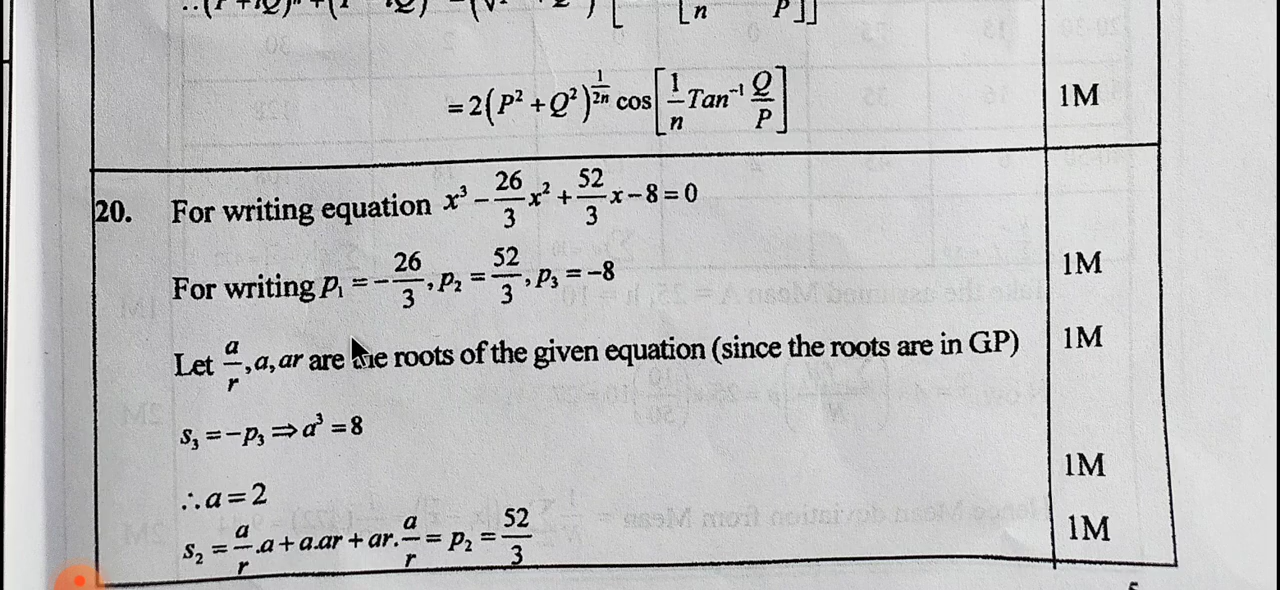 = 2(P² + Q²)^(1/2n) cos[1/n Tan⁻¹ Q/P] 1M
20. For writing equation x³ − 26/3 x² + 52/3 x − 8 = 0
For writing p₁ = −26/3, p₂ = 52/3, p₃ = −8 1M
Let a/r, a, ar are the roots of the given equation (since the roots are in GP) 1M
s₃ = −p₃ ⇒ a³ = 8
∴ a = 2 1M
s₂ = a/r .a + a.ar + ar. a/r = p₂ = 52/3 1M